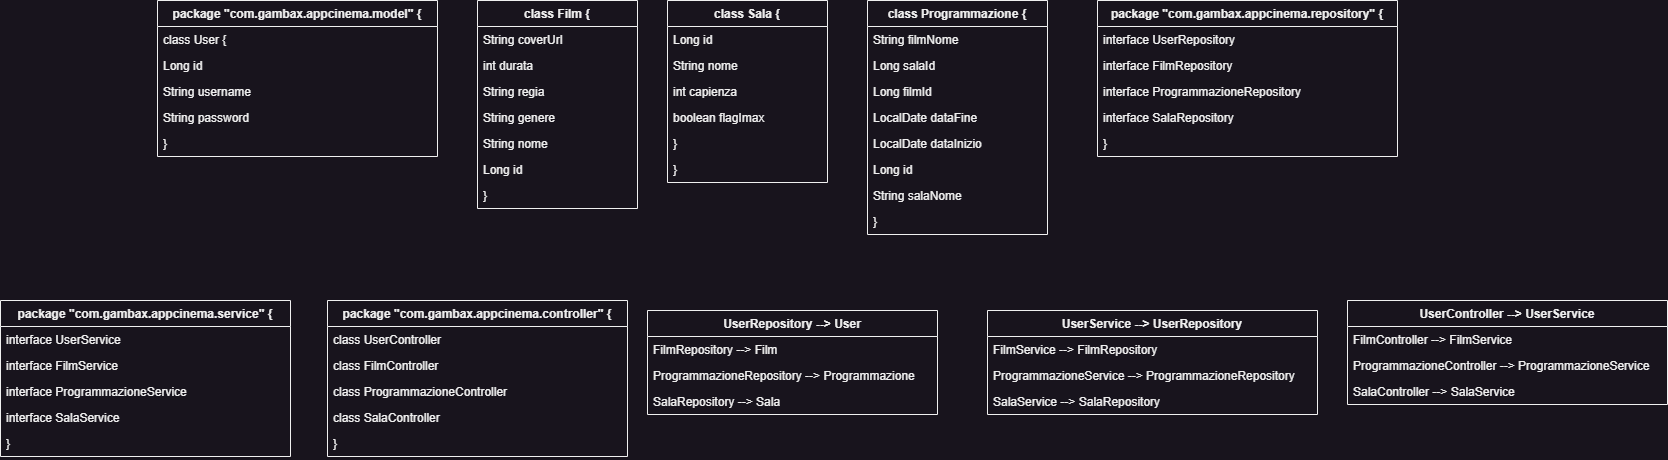 package "com.gambax.appcinema.model" {
class User {
Long id
String username
String password
}
class Film {
String coverUrl
int durata
String regia
String genere
String nome
Long id
}
class Sala {
Long id
String nome
int capienza
boolean flagImax
}
}
class Programmazione {
String filmNome
Long salaId
Long filmId
LocalDate dataFine
LocalDate dataInizio
Long id
String salaNome
}
package "com.gambax.appcinema.repository" {
interface UserRepository
interface FilmRepository
interface ProgrammazioneRepository
interface SalaRepository
}
package "com.gambax.appcinema.service" {
interface UserService
interface FilmService
interface ProgrammazioneService
interface SalaService
}
package "com.gambax.appcinema.controller" {
class UserController
class FilmController
class ProgrammazioneController
class SalaController
}
UserRepository --> User
FilmRepository --> Film
ProgrammazioneRepository --> Programmazione
SalaRepository --> Sala
UserService --> UserRepository
FilmService --> FilmRepository
ProgrammazioneService --> ProgrammazioneRepository
SalaService --> SalaRepository
UserController --> UserService
FilmController --> FilmService
ProgrammazioneController --> ProgrammazioneService
SalaController --> SalaService